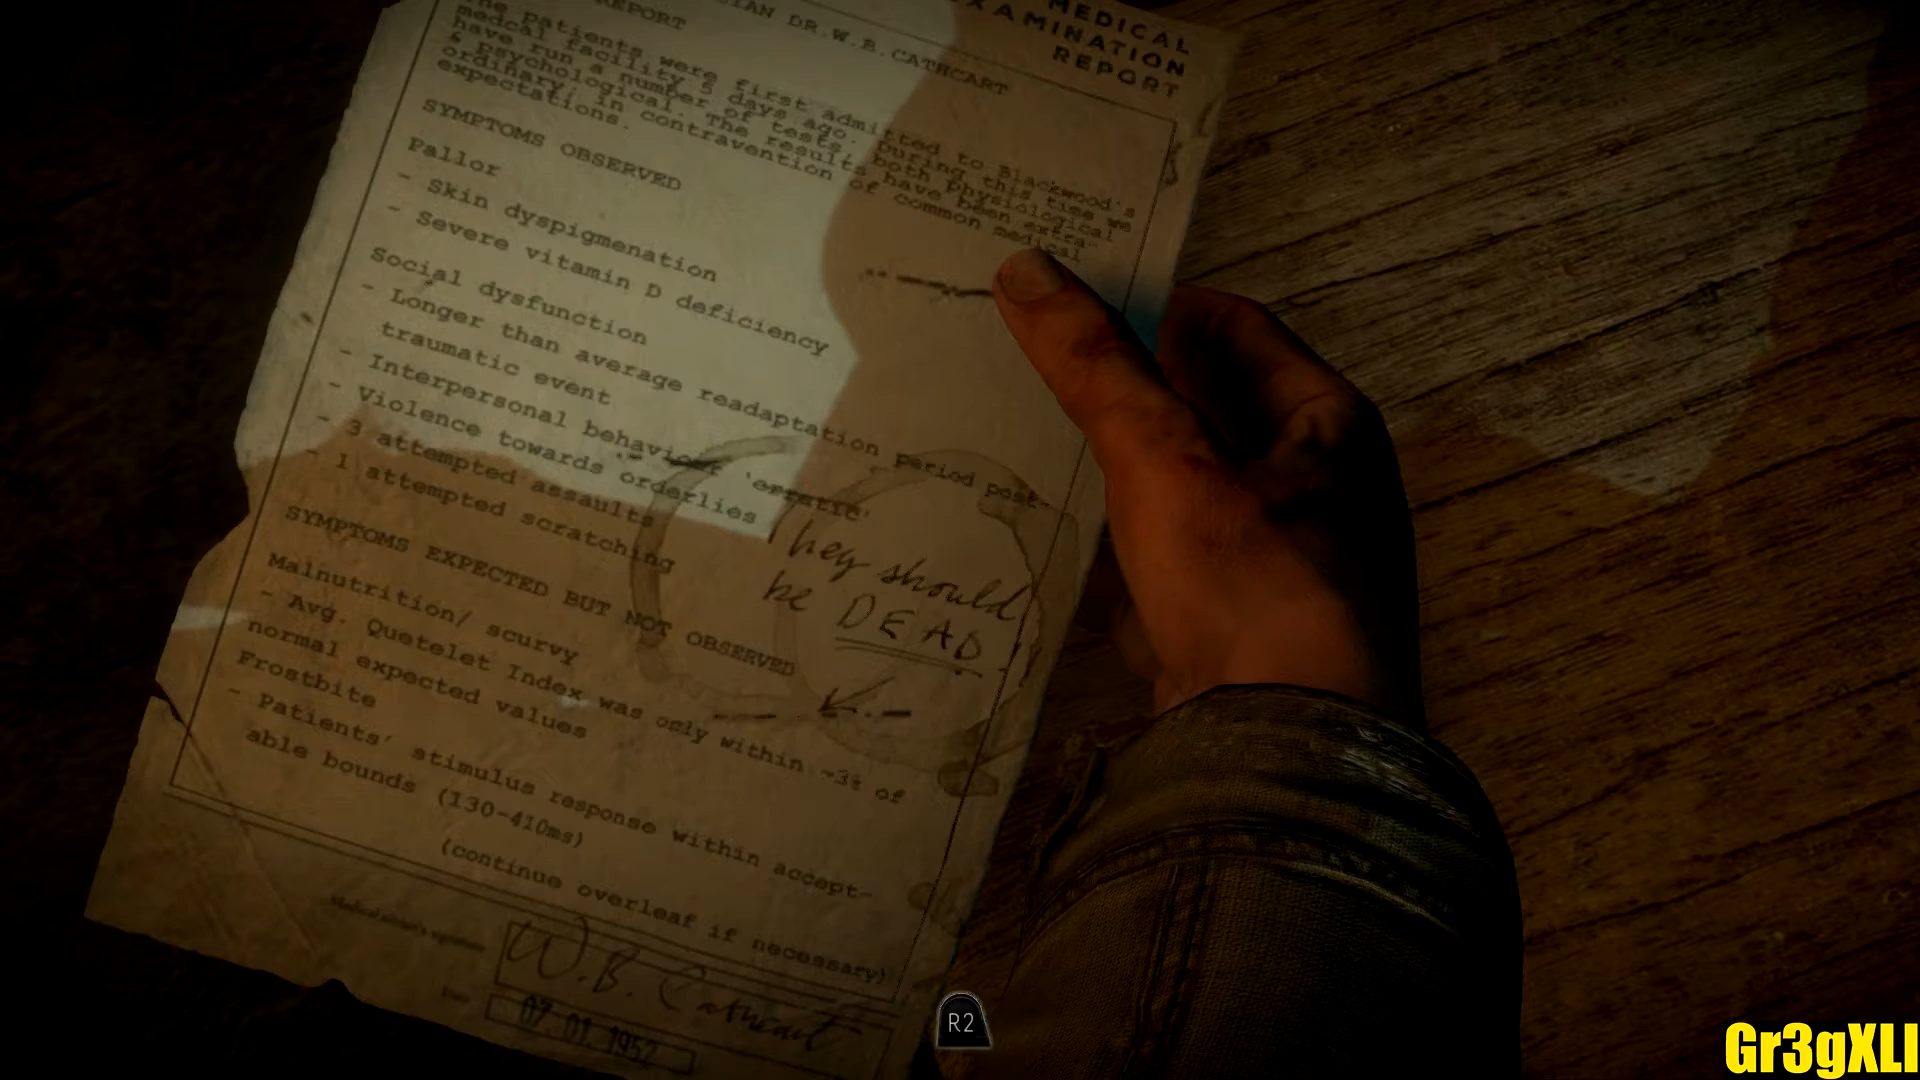 MEDICAL
EXAMINATION
REPORT
REPORT
IAN DR.W.B.CATHCART
The patients were first admitted to Blackwood's
medcal facility 5 days ago. During this time we
have run a number of tests, both physiological
& psychological. The results have been extra-
ordinary; in contravention of common medical
expectations.
SYMPTOMS OBSERVED
Pallor
- Skin dyspigmenation
- Severe vitamin D deficiency
Social dysfunction
- Longer than average readaptation period post-
traumatic event
- Interpersonal behaviour 'erratic'
- Violence towards orderlies
- 3 attempted assaults
- 1 attempted scratching
They should
be DEAD!!
SYMPTOMS EXPECTED BUT NOT OBSERVED
Malnutrition/ scurvy
- Avg. Quetelet Index was only within ~3% of
normal expected values
Frostbite
- Patients' stimulus response within accept-
able bounds (130-410ms)
(continue overleaf if necessary)
W.B. Cathcart
07.01.1952
R2
Gr3gXLI